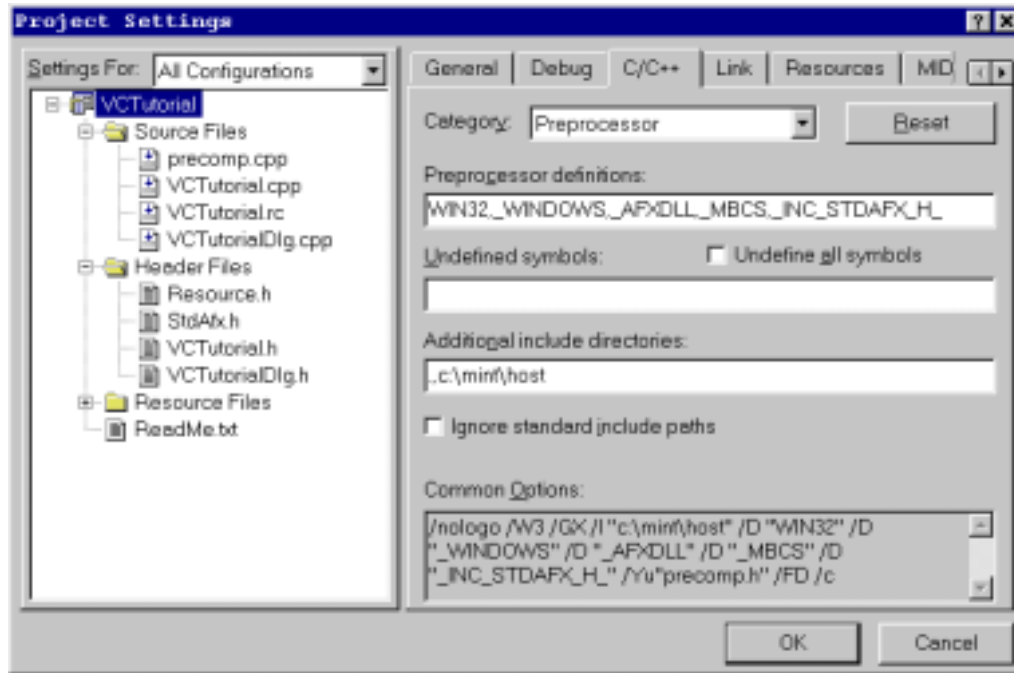 Project Settings
Settings For: All Configurations
VCTutorial
Source Files
precomp.cpp
VCTutorial.cpp
VCTutorial.rc
VCTutorialDlg.cpp
Header Files
Resource.h
StdAfx.h
VCTutorial.h
VCTutorialDlg.h
Resource Files
ReadMe.txt
General Debug C/C++ Link Resources MID
Category: Preprocessor Reset
Preprocessor definitions:
WIN32,_WINDOWS,_AFXDLL,_MBCS,_INC_STDAFX_H_
Undefined symbols: Undefine all symbols
Additional include directories:
.,c:\mint\host
Ignore standard include paths
Common Options:
/nologo /W3 /GX /I "c:\mint\host" /D "WIN32" /D
"_WINDOWS" /D "_AFXDLL" /D "_MBCS" /D
"_INC_STDAFX_H_" /Yu"precomp.h" /FD /c
OK Cancel